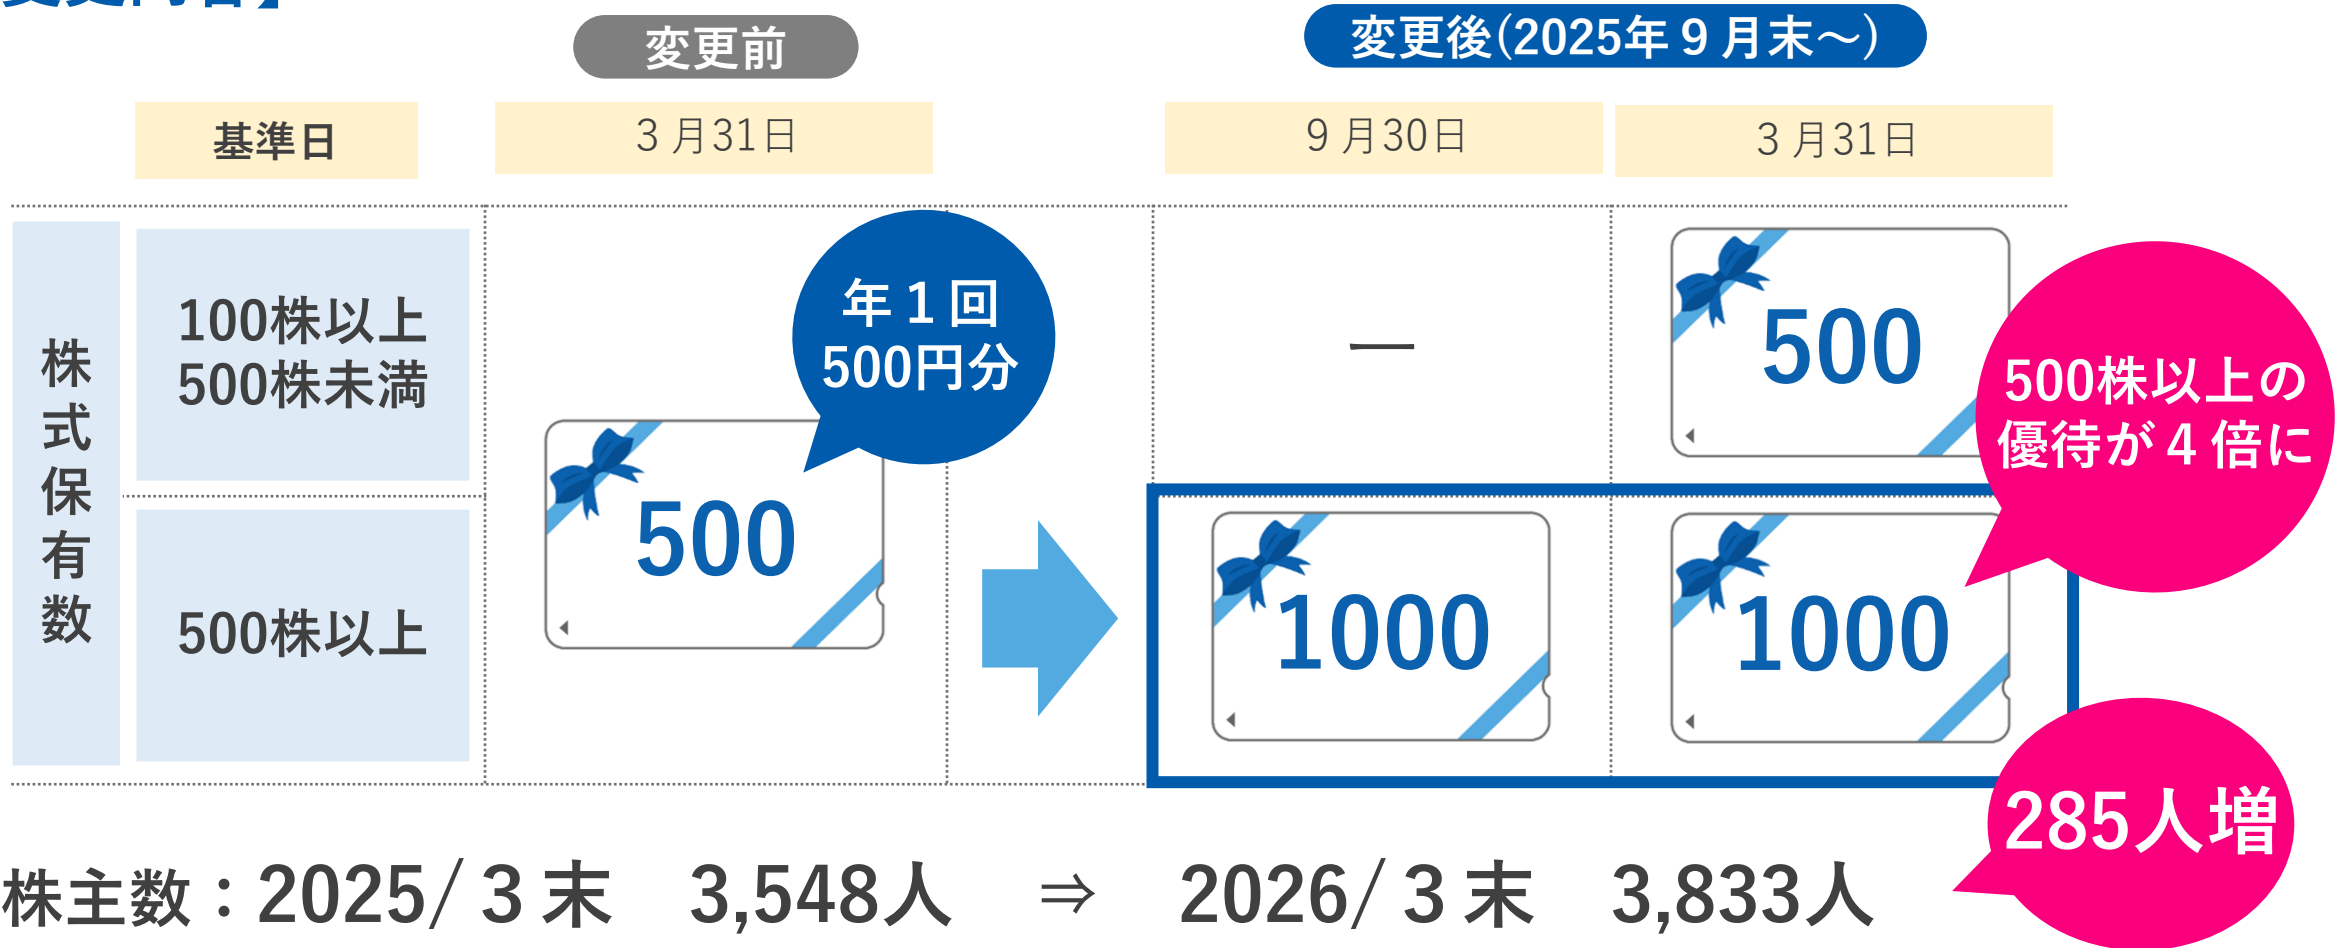 変更内容】
変更前
変更後(2025年9月末～)
基準日
3月31日
9月30日
3月31日
株式保有数
100株以上
500株未満
500株以上
年1回
500円分
500
―
500
1000
1000
500株以上の
優待が4倍に
285人増
株主数：2025/3末 3,548人 ⇒ 2026/3末 3,833人